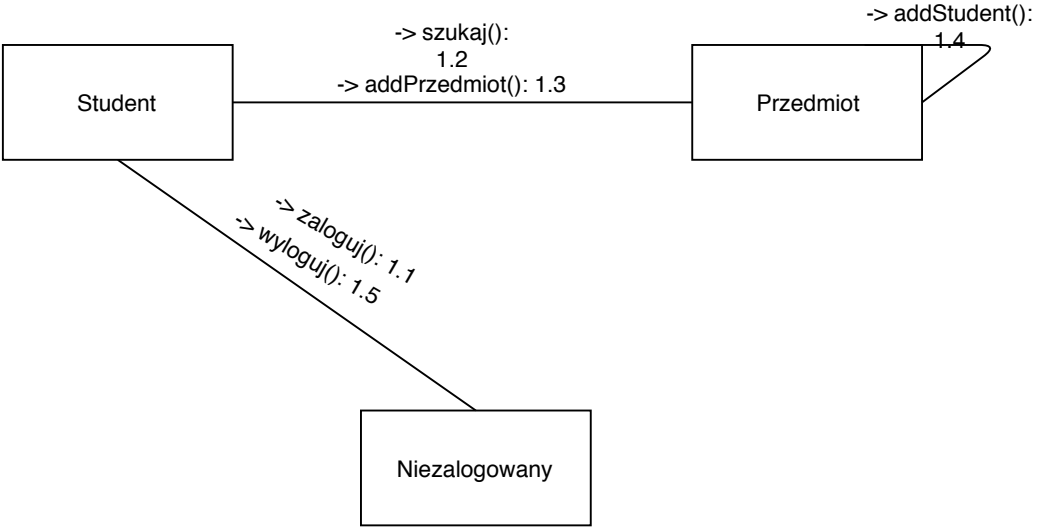 -> addStudent():
1.4
-> szukaj():
1.2
-> addPrzedmiot(): 1.3
Student
Przedmiot
-> zaloguj(): 1.1
-> wyloguj(): 1.5
Niezalogowany